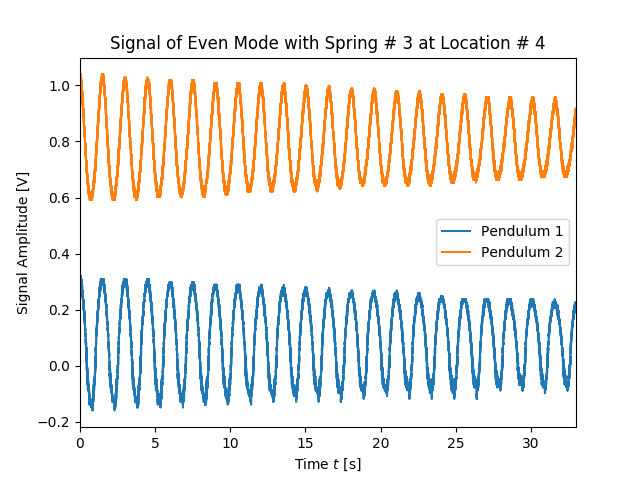 Signal of Even Mode with Spring # 3 at Location # 4
Signal Amplitude [V]
1.0
0.8
0.6
0.4
0.2
0.0
−0.2
Pendulum 1
Pendulum 2
0 5 10 15 20 25 30
Time t [s]